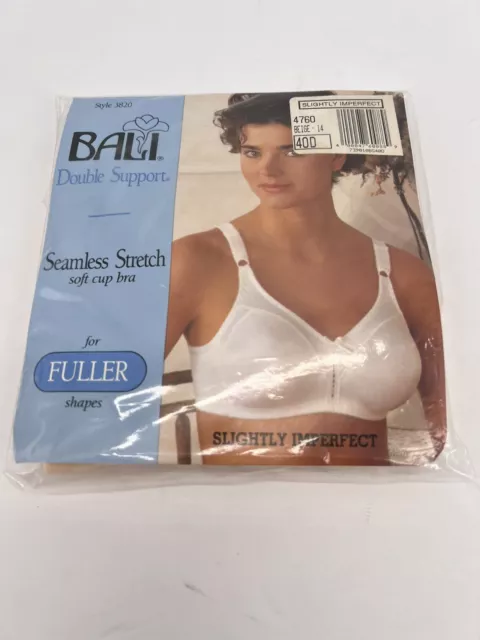 Style 3820
BALI®
Double Support®
Seamless Stretch
soft cup bra
for
FULLER
shapes
SLIGHTLY IMPERFECT
4760
BEIGE - 14
40D
SLIGHTLY IMPERFECT